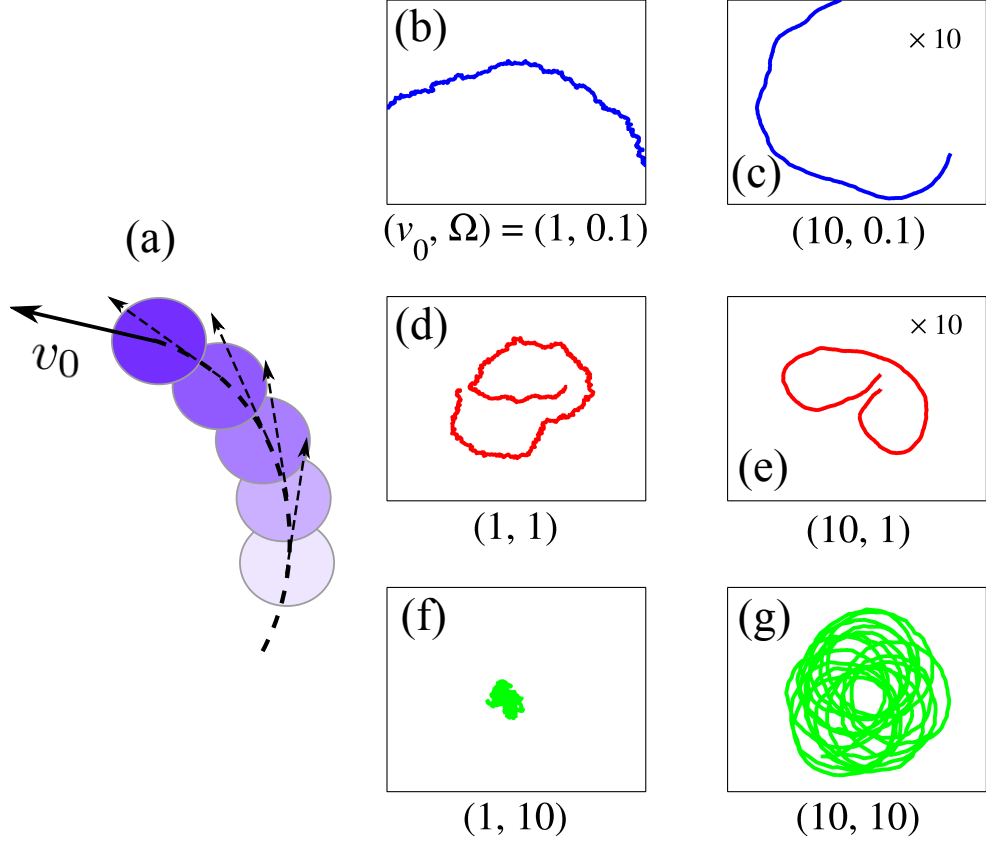 (a)
v₀
(b)
(v₀, Ω) = (1, 0.1)
× 10
(c)
(10, 0.1)
(d)
(1, 1)
× 10
(e)
(10, 1)
(f)
(1, 10)
(g)
(10, 10)